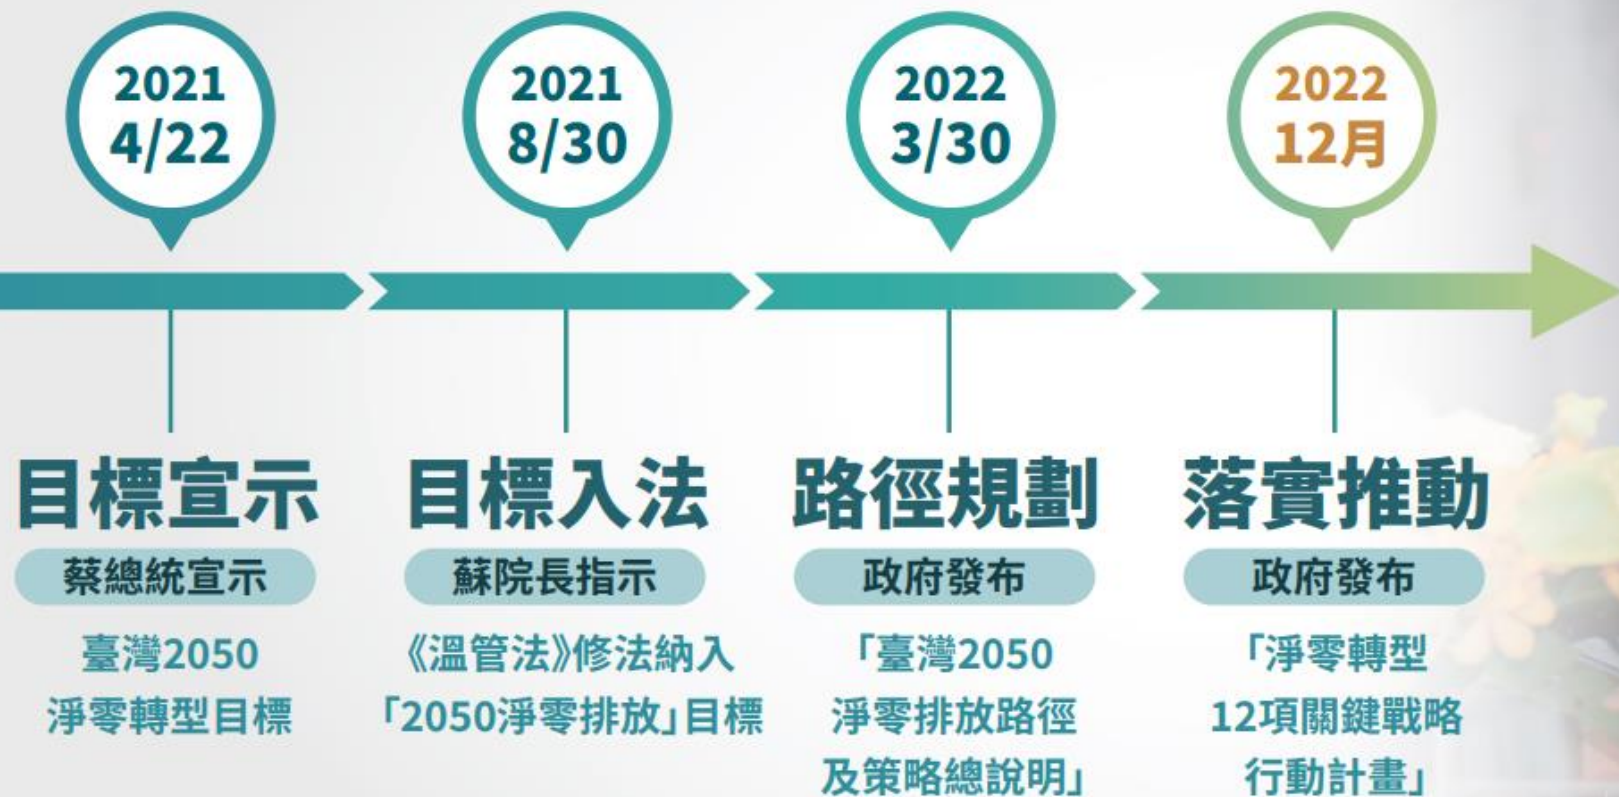 2021
4/22
2021
8/30
2022
3/30
2022
12月
目標宣示
蔡總統宣示
臺灣2050
淨零轉型目標
目標入法
蘇院長指示
《溫管法》修法納入
「2050淨零排放」目標
路徑規劃
政府發布
「臺灣2050
淨零排放路徑
及策略總說明」
落實推動
政府發布
「淨零轉型
12項關鍵戰略
行動計畫」